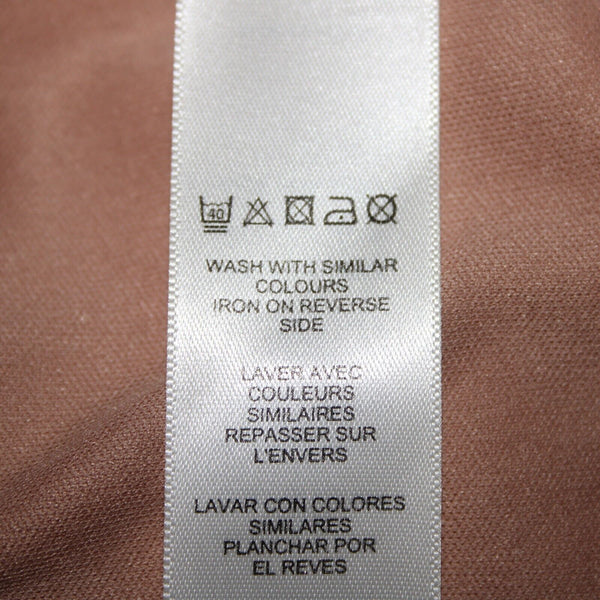 40
WASH WITH SIMILAR
COLOURS
IRON ON REVERSE
SIDE
LAVER AVEC
COULEURS
SIMILAIRES
REPASSER SUR
L'ENVERS
LAVAR CON COLORES
SIMILARES
PLANCHAR POR
EL REVES